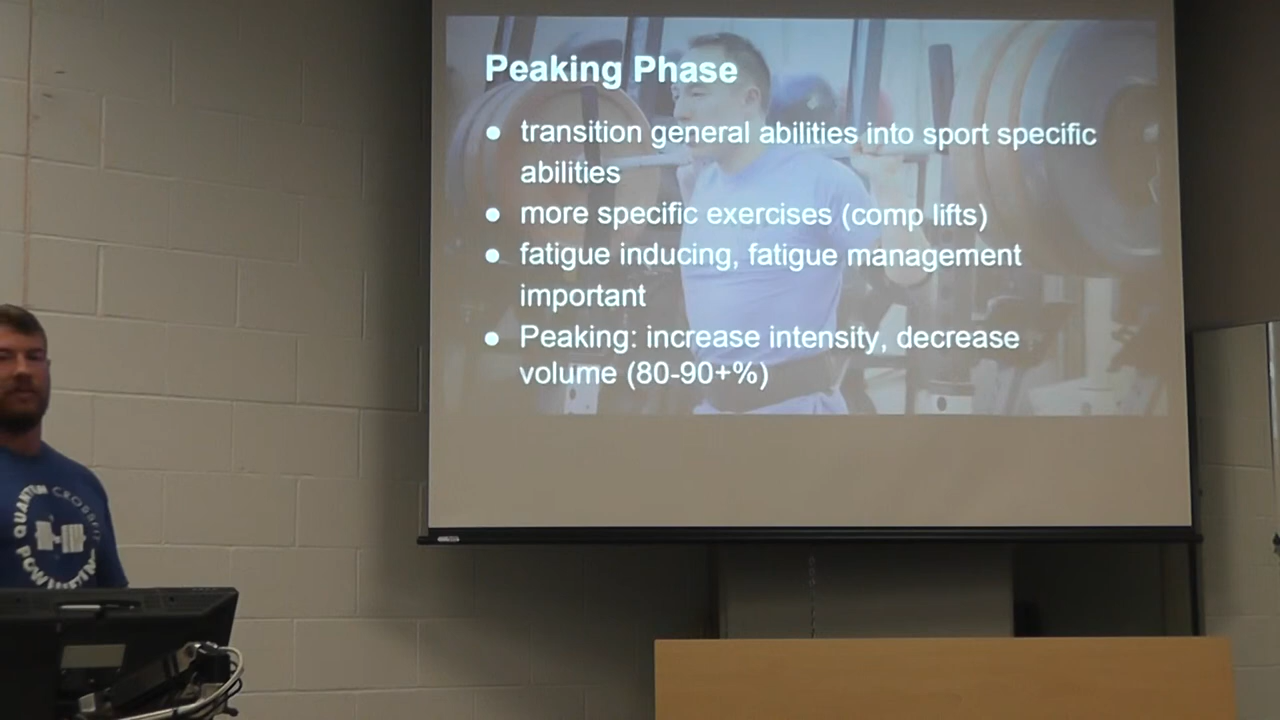 Peaking Phase
● transition general abilities into sport specific
abilities
● more specific exercises (comp lifts)
● fatigue inducing, fatigue management
important
● Peaking: increase intensity, decrease
volume (80-90+%)
QUANTUM CROSSFIT